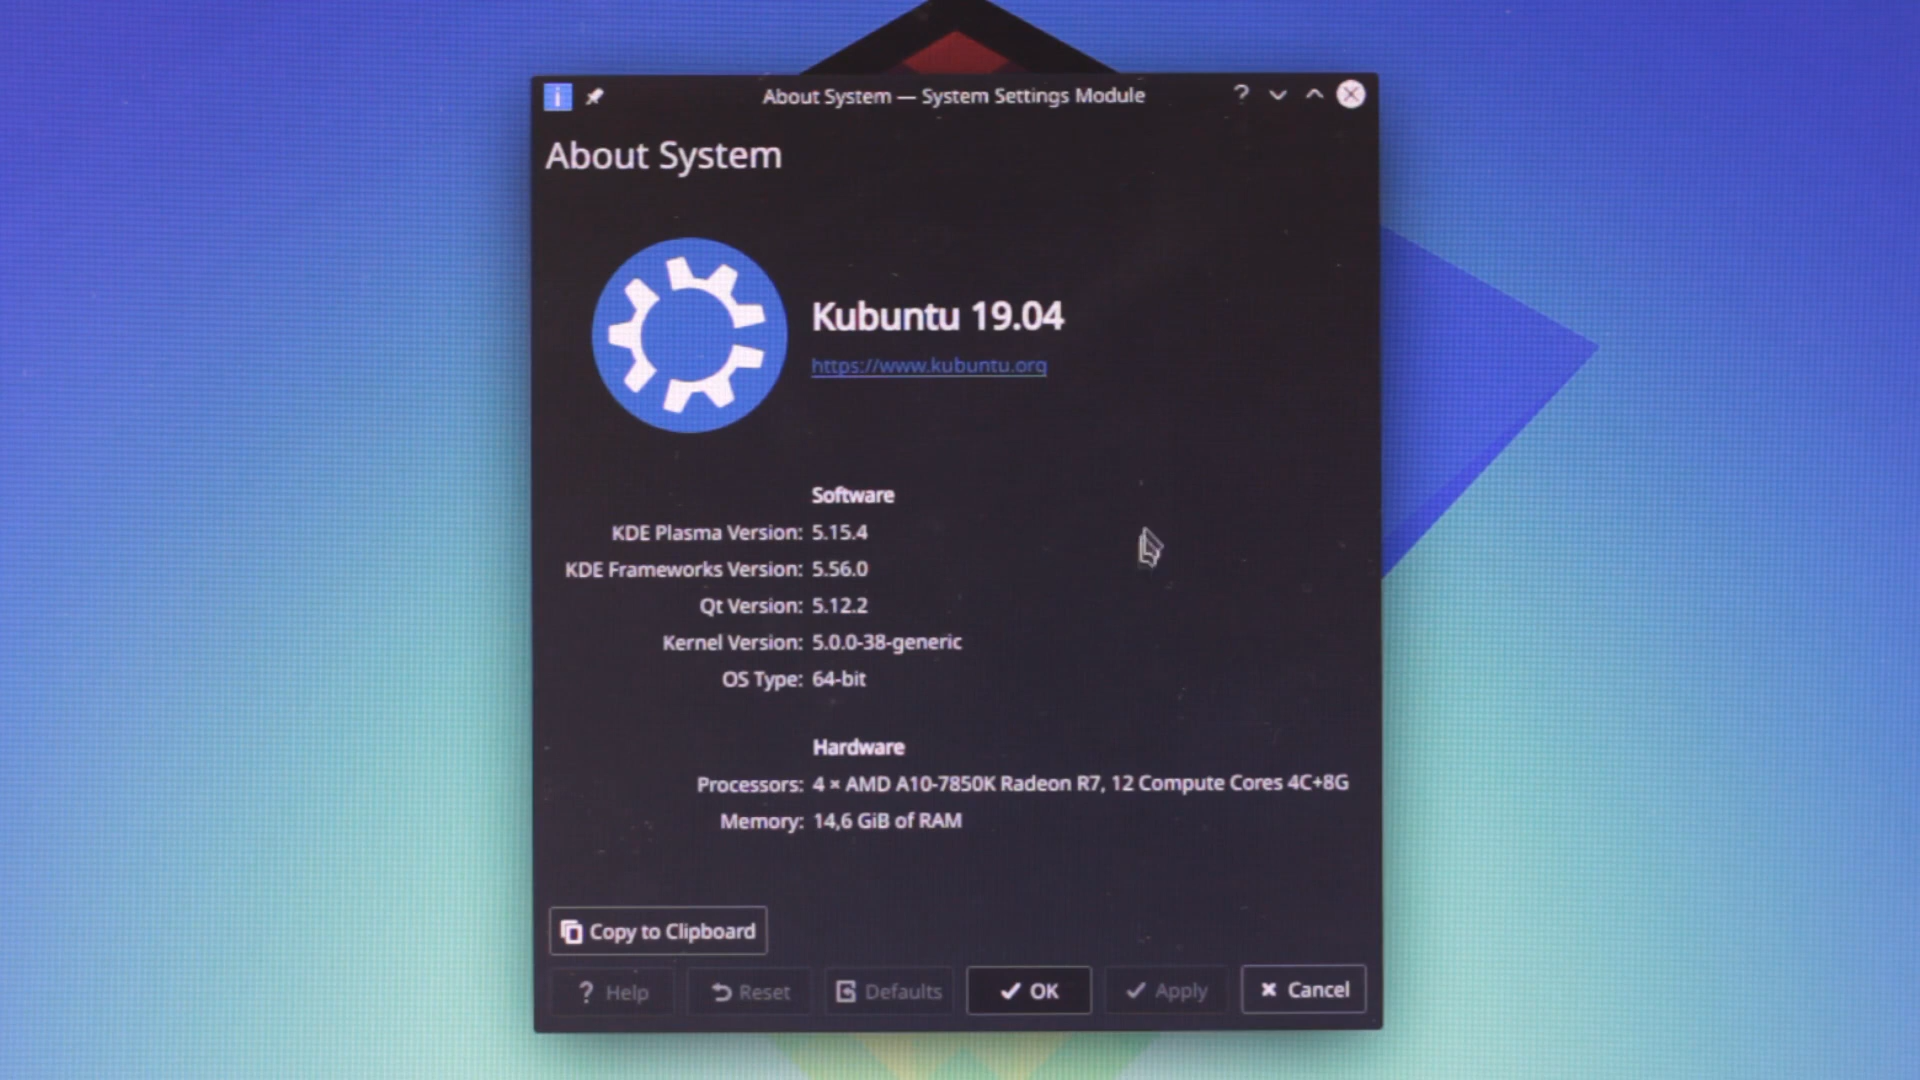 About System — System Settings Module
About System
Kubuntu 19.04
https://www.kubuntu.org
Software
KDE Plasma Version: 5.15.4
KDE Frameworks Version: 5.56.0
Qt Version: 5.12.2
Kernel Version: 5.0.0-38-generic
OS Type: 64-bit
Hardware
Processors: 4 × AMD A10-7850K Radeon R7, 12 Compute Cores 4C+8G
Memory: 14,6 GiB of RAM
Copy to Clipboard
? Help Reset Defaults OK Apply Cancel